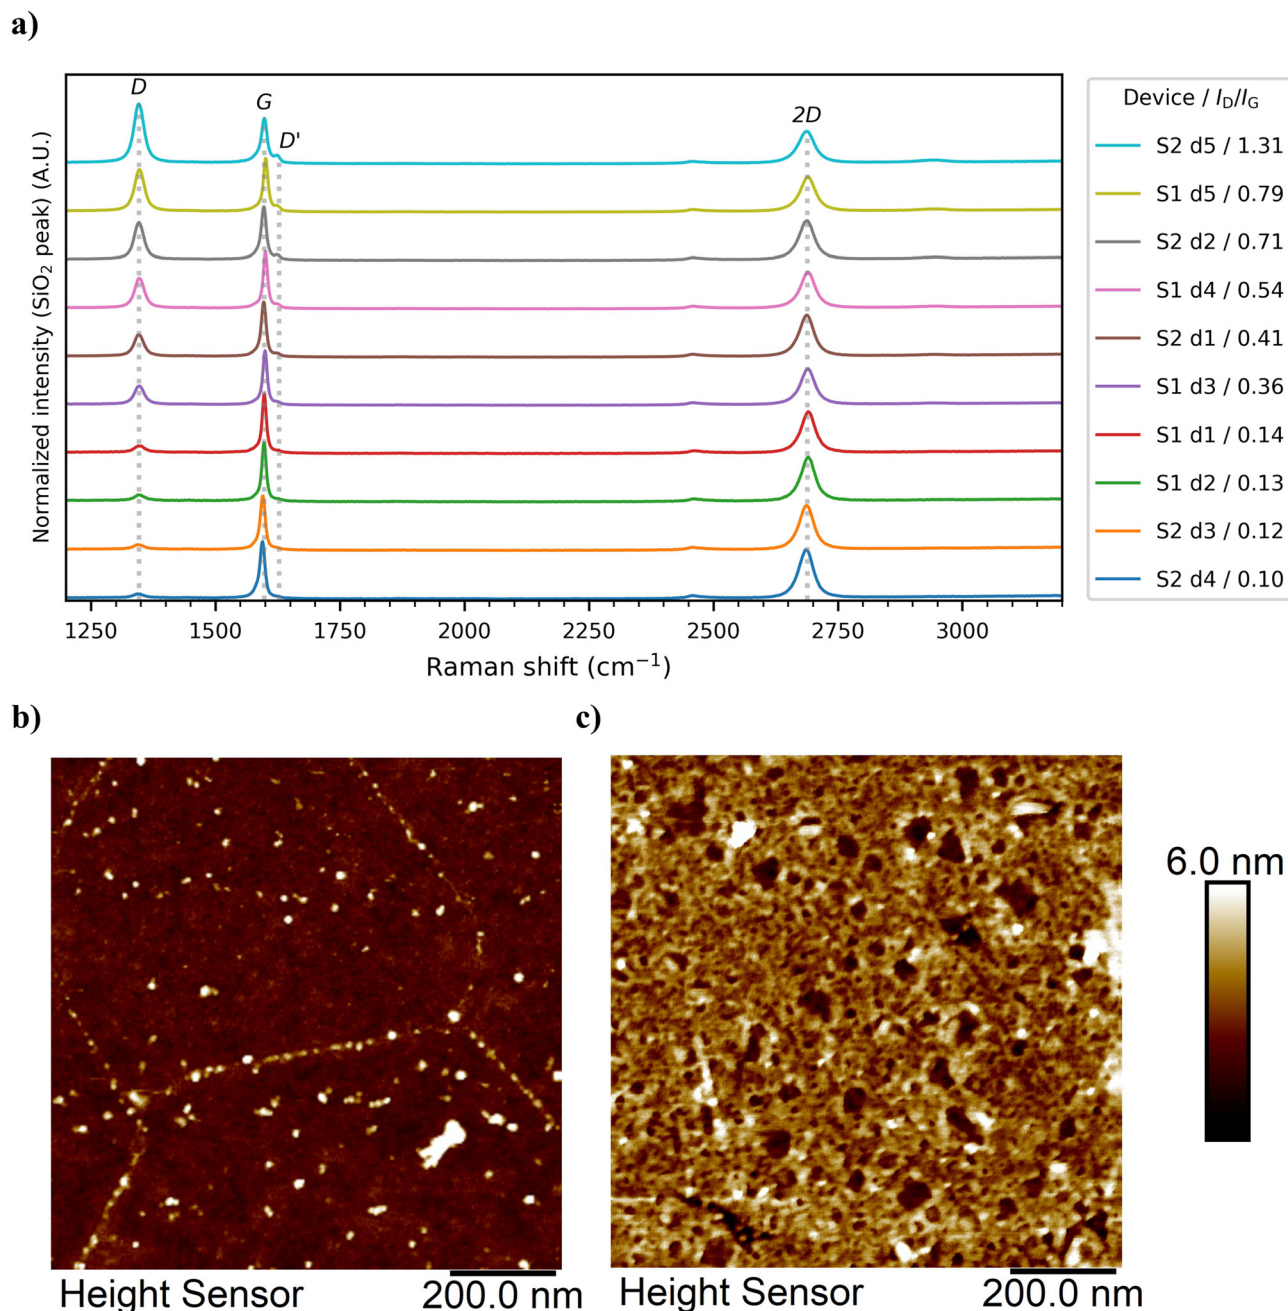 a)
D
G
D'
2D
Normalized intensity (SiO₂ peak) (A.U.)
1250 1500 1750 2000 2250 2500 2750 3000
Raman shift (cm⁻¹)
Device / I_D/I_G
S2 d5 / 1.31
S1 d5 / 0.79
S2 d2 / 0.71
S1 d4 / 0.54
S2 d1 / 0.41
S1 d3 / 0.36
S1 d1 / 0.14
S1 d2 / 0.13
S2 d3 / 0.12
S2 d4 / 0.10
b)
Height Sensor 200.0 nm
c)
Height Sensor 200.0 nm
6.0 nm